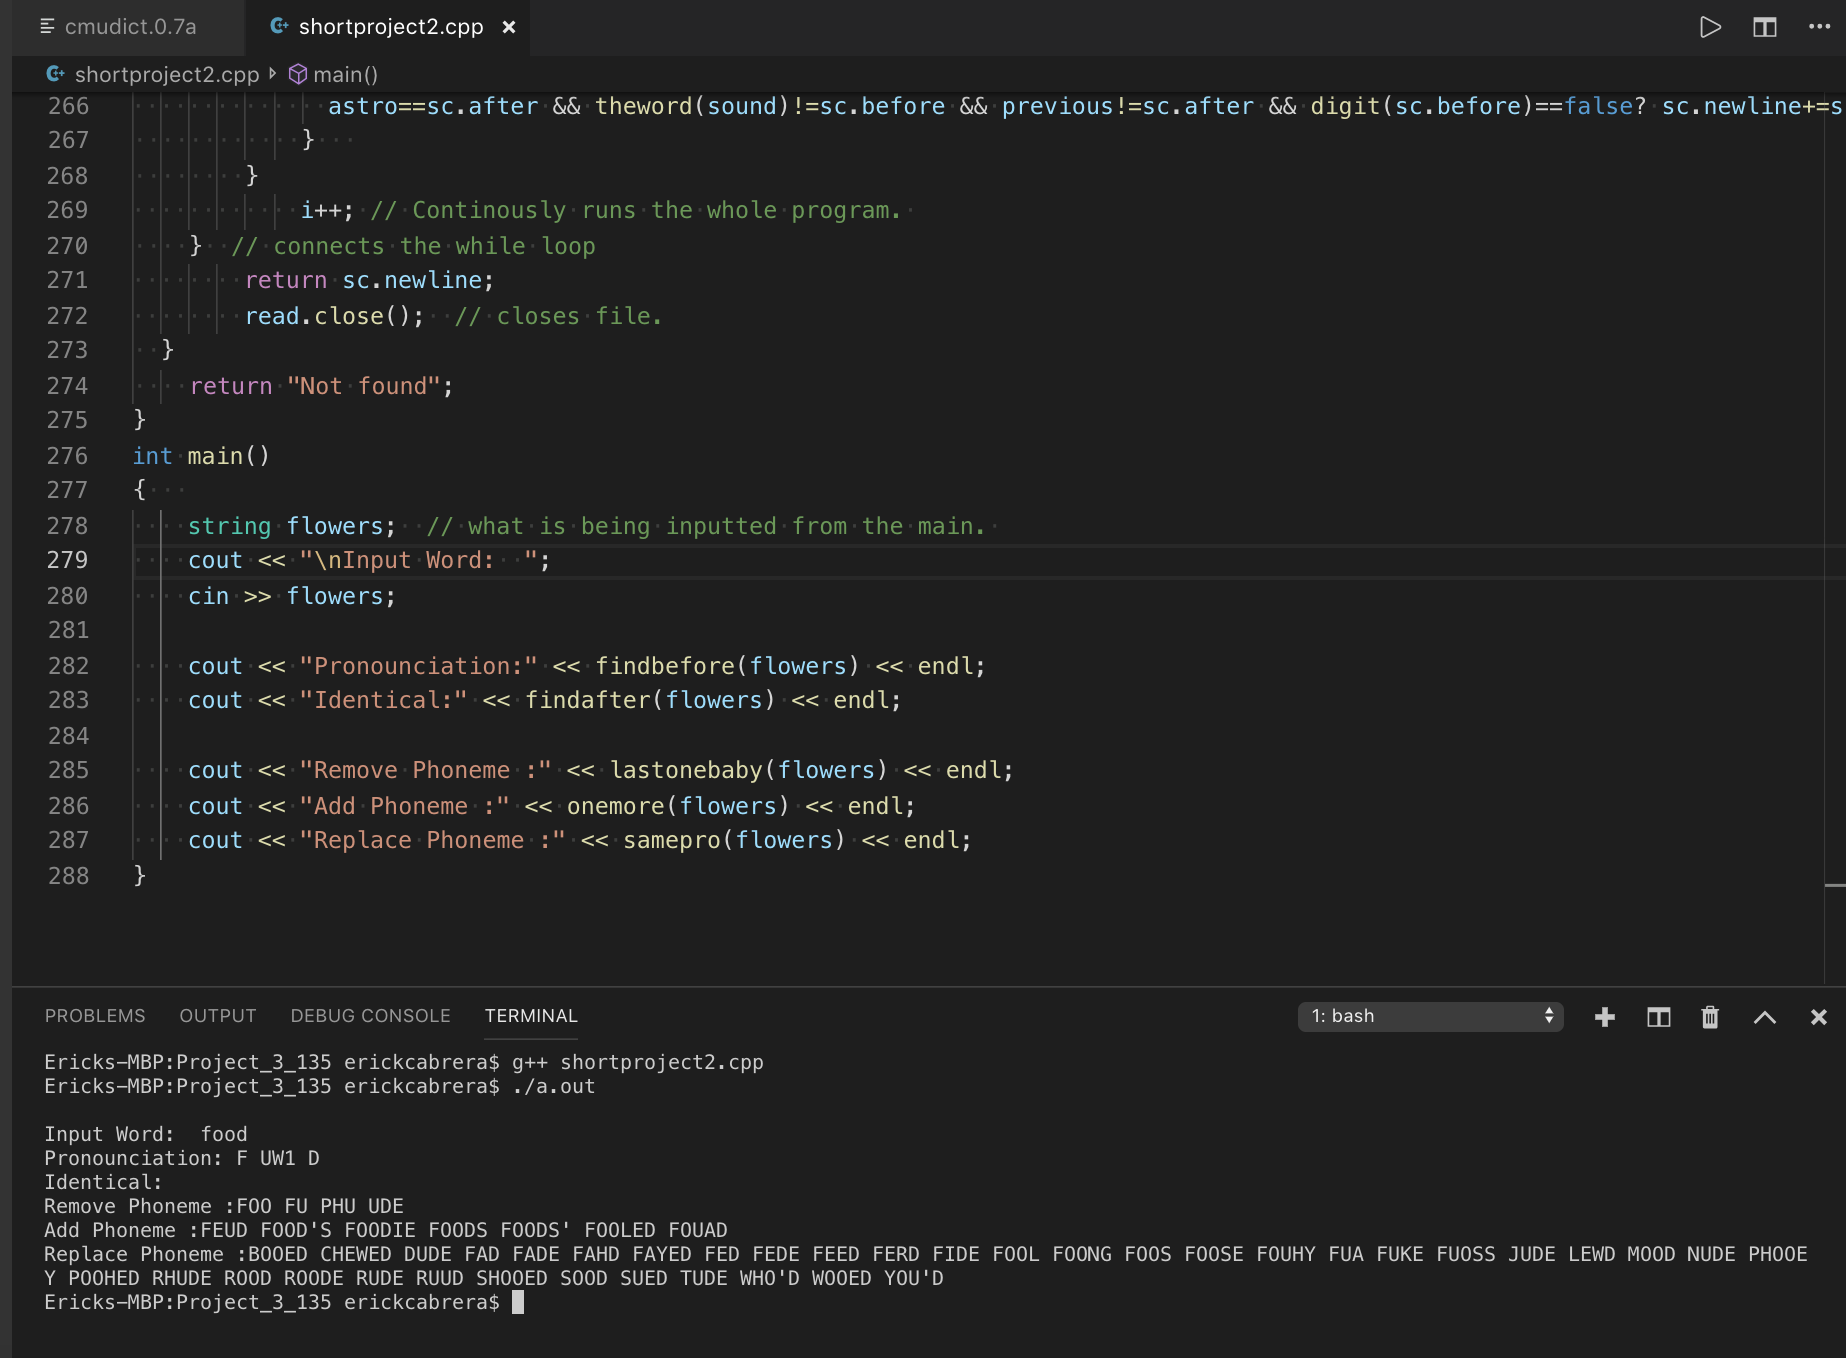 cmudict.0.7a
shortproject2.cpp
shortproject2.cpp main()
266 astro==sc.after && theword(sound)!=sc.before && previous!=sc.after && digit(sc.before)==false? sc.newline+=s
267 }
268 }
269 i++; // Continously runs the whole program.
270 } // connects the while loop
271 return sc.newline;
272 read.close(); // closes file.
273 }
274 return "Not found";
275 }
276 int main()
277 {
278 string flowers; // what is being inputted from the main.
279 cout << "\nInput Word:  ";
280 cin >> flowers;
281
282 cout << "Pronounciation:" << findbefore(flowers) << endl;
283 cout << "Identical:" << findafter(flowers) << endl;
284
285 cout << "Remove Phoneme :" << lastonebaby(flowers) << endl;
286 cout << "Add Phoneme :" << onemore(flowers) << endl;
287 cout << "Replace Phoneme :" << samepro(flowers) << endl;
288 }
PROBLEMS OUTPUT DEBUG CONSOLE TERMINAL 1: bash
Ericks-MBP:Project_3_135 erickcabrera$ g++ shortproject2.cpp
Ericks-MBP:Project_3_135 erickcabrera$ ./a.out
Input Word:  food
Pronounciation: F UW1 D
Identical:
Remove Phoneme :FOO FU PHU UDE
Add Phoneme :FEUD FOOD'S FOODIE FOODS FOODS' FOOLED FOUAD
Replace Phoneme :BOOED CHEWED DUDE FAD FADE FAHD FAYED FED FEDE FEED FERD FIDE FOOL FOONG FOOS FOOSE FOUHY FUA FUKE FUOSS JUDE LEWD MOOD NUDE PHOOE
Y POOHED RHUDE ROOD ROODE RUDE RUUD SHOOED SOOD SUED TUDE WHO'D WOOED YOU'D
Ericks-MBP:Project_3_135 erickcabrera$